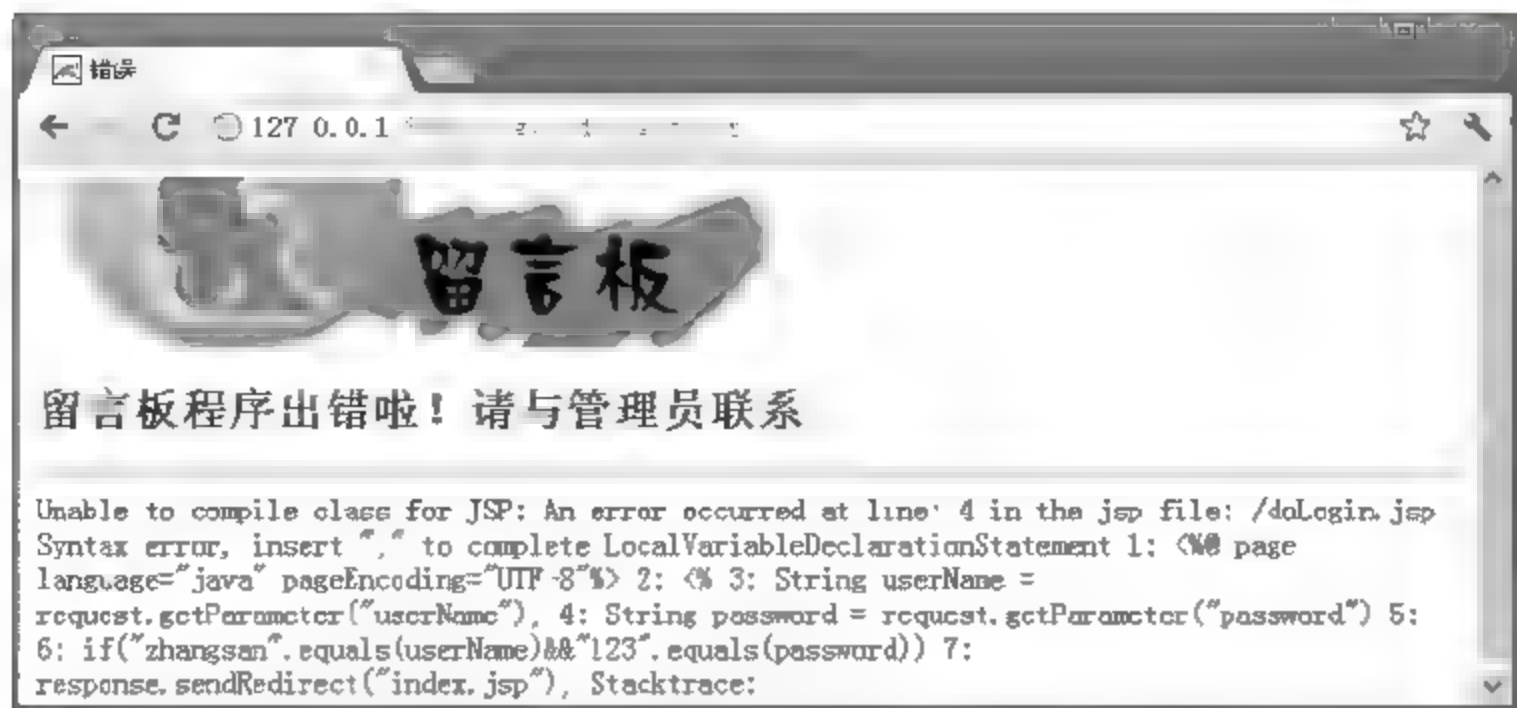 错误
127 0.0.1
留言板
留言板程序出错啦！请与管理员联系
Unable to compile class for JSP: An error occurred at line: 4 in the jsp file: /doLogin.jsp
Syntax error, insert "," to complete LocalVariableDeclarationStatement 1: <%@ page
language="java" pageEncoding="UTF-8"%> 2: <% 3: String userName =
request.getParameter("userName"), 4: String password = request.getParameter("password") 5:
6: if("zhangsan".equals(userName)&&"123".equals(password)) 7:
response.sendRedirect("index.jsp"), Stacktrace: